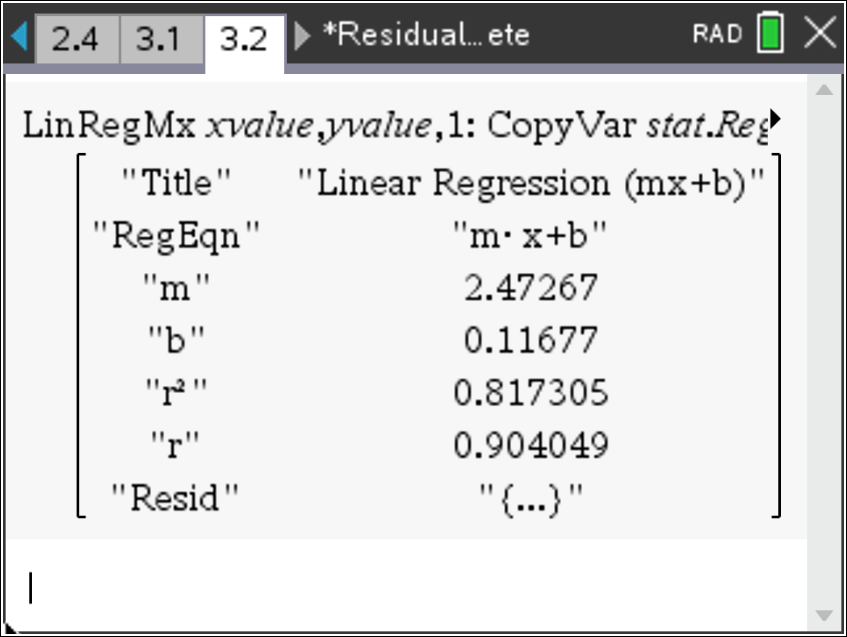 2.4 3.1 3.2 *Residual...ete RAD
LinRegMx xvalue,yvalue,1: CopyVar stat.Reg
"Title" "Linear Regression (mx+b)"
"RegEqn" "m· x+b"
"m" 2.47267
"b" 0.11677
"r²" 0.817305
"r" 0.904049
"Resid" "{...}"